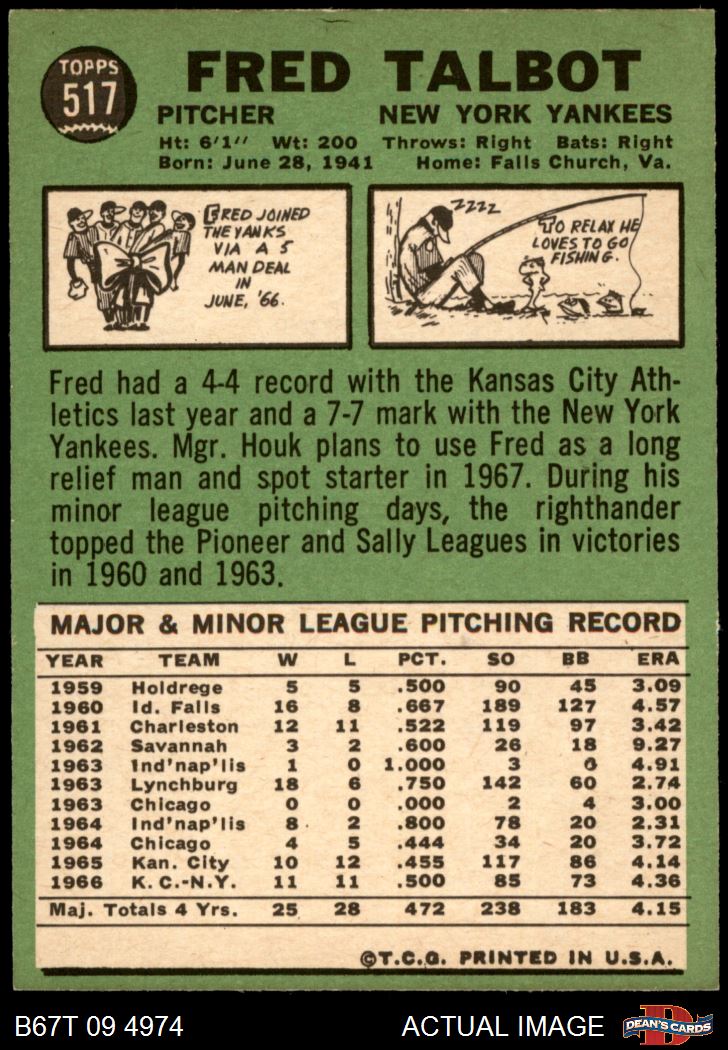 TOPPS
517
FRED TALBOT
PITCHER NEW YORK YANKEES
Ht: 6'1" Wt: 200 Throws: Right Bats: Right
Born: June 28, 1941 Home: Falls Church, Va.
FRED JOINED
THE YANKS
VIA A 5
MAN DEAL
IN
JUNE, '66.
ZZZZ
TO RELAX HE
LOVES TO GO
FISHING.
Fred had a 4-4 record with the Kansas City Ath-
letics last year and a 7-7 mark with the New York
Yankees. Mgr. Houk plans to use Fred as a long
relief man and spot starter in 1967. During his
minor league pitching days, the righthander
topped the Pioneer and Sally Leagues in victories
in 1960 and 1963.
MAJOR & MINOR LEAGUE PITCHING RECORD
YEAR TEAM W L PCT. SO BB ERA
1959 Holdrege 5 5 .500 90 45 3.09
1960 Id. Falls 16 8 .667 189 127 4.57
1961 Charleston 12 11 .522 119 97 3.42
1962 Savannah 3 2 .600 26 18 9.27
1963 Ind'nap'lis 1 0 1.000 3 4.91
1963 Lynchburg 18 6 .750 142 60 2.74
1963 Chicago 0 0 .000 2 4 3.00
1964 Ind'nap'lis 8 2 .800 78 20 2.31
1964 Chicago 4 5 .444 34 20 3.72
1965 Kan. City 10 12 .455 117 86 4.14
1966 K. C.-N.Y. 11 11 .500 85 73 4.36
Maj. Totals 4 Yrs. 25 28 472 238 183 4.15
©T.C.G. PRINTED IN U.S.A.
B67T 09 4974 ACTUAL IMAGE
D
DEAN'S CARDS